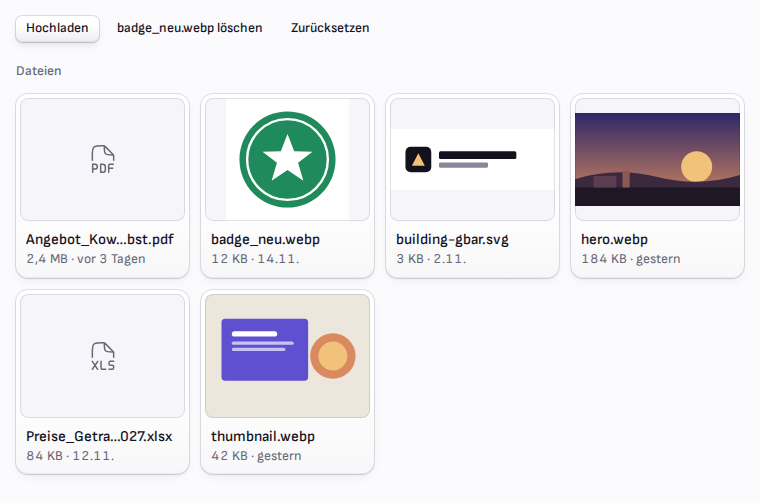 Hochladen badge_neu.webp löschen Zurücksetzen
Dateien
PDF
Angebot_Kow...bst.pdf
2,4 MB · vor 3 Tagen
badge_neu.webp
12 KB · 14.11.
building-gbar.svg
3 KB · 2.11.
hero.webp
184 KB · gestern
XLS
Preise_Getra...027.xlsx
84 KB · 12.11.
thumbnail.webp
42 KB · gestern